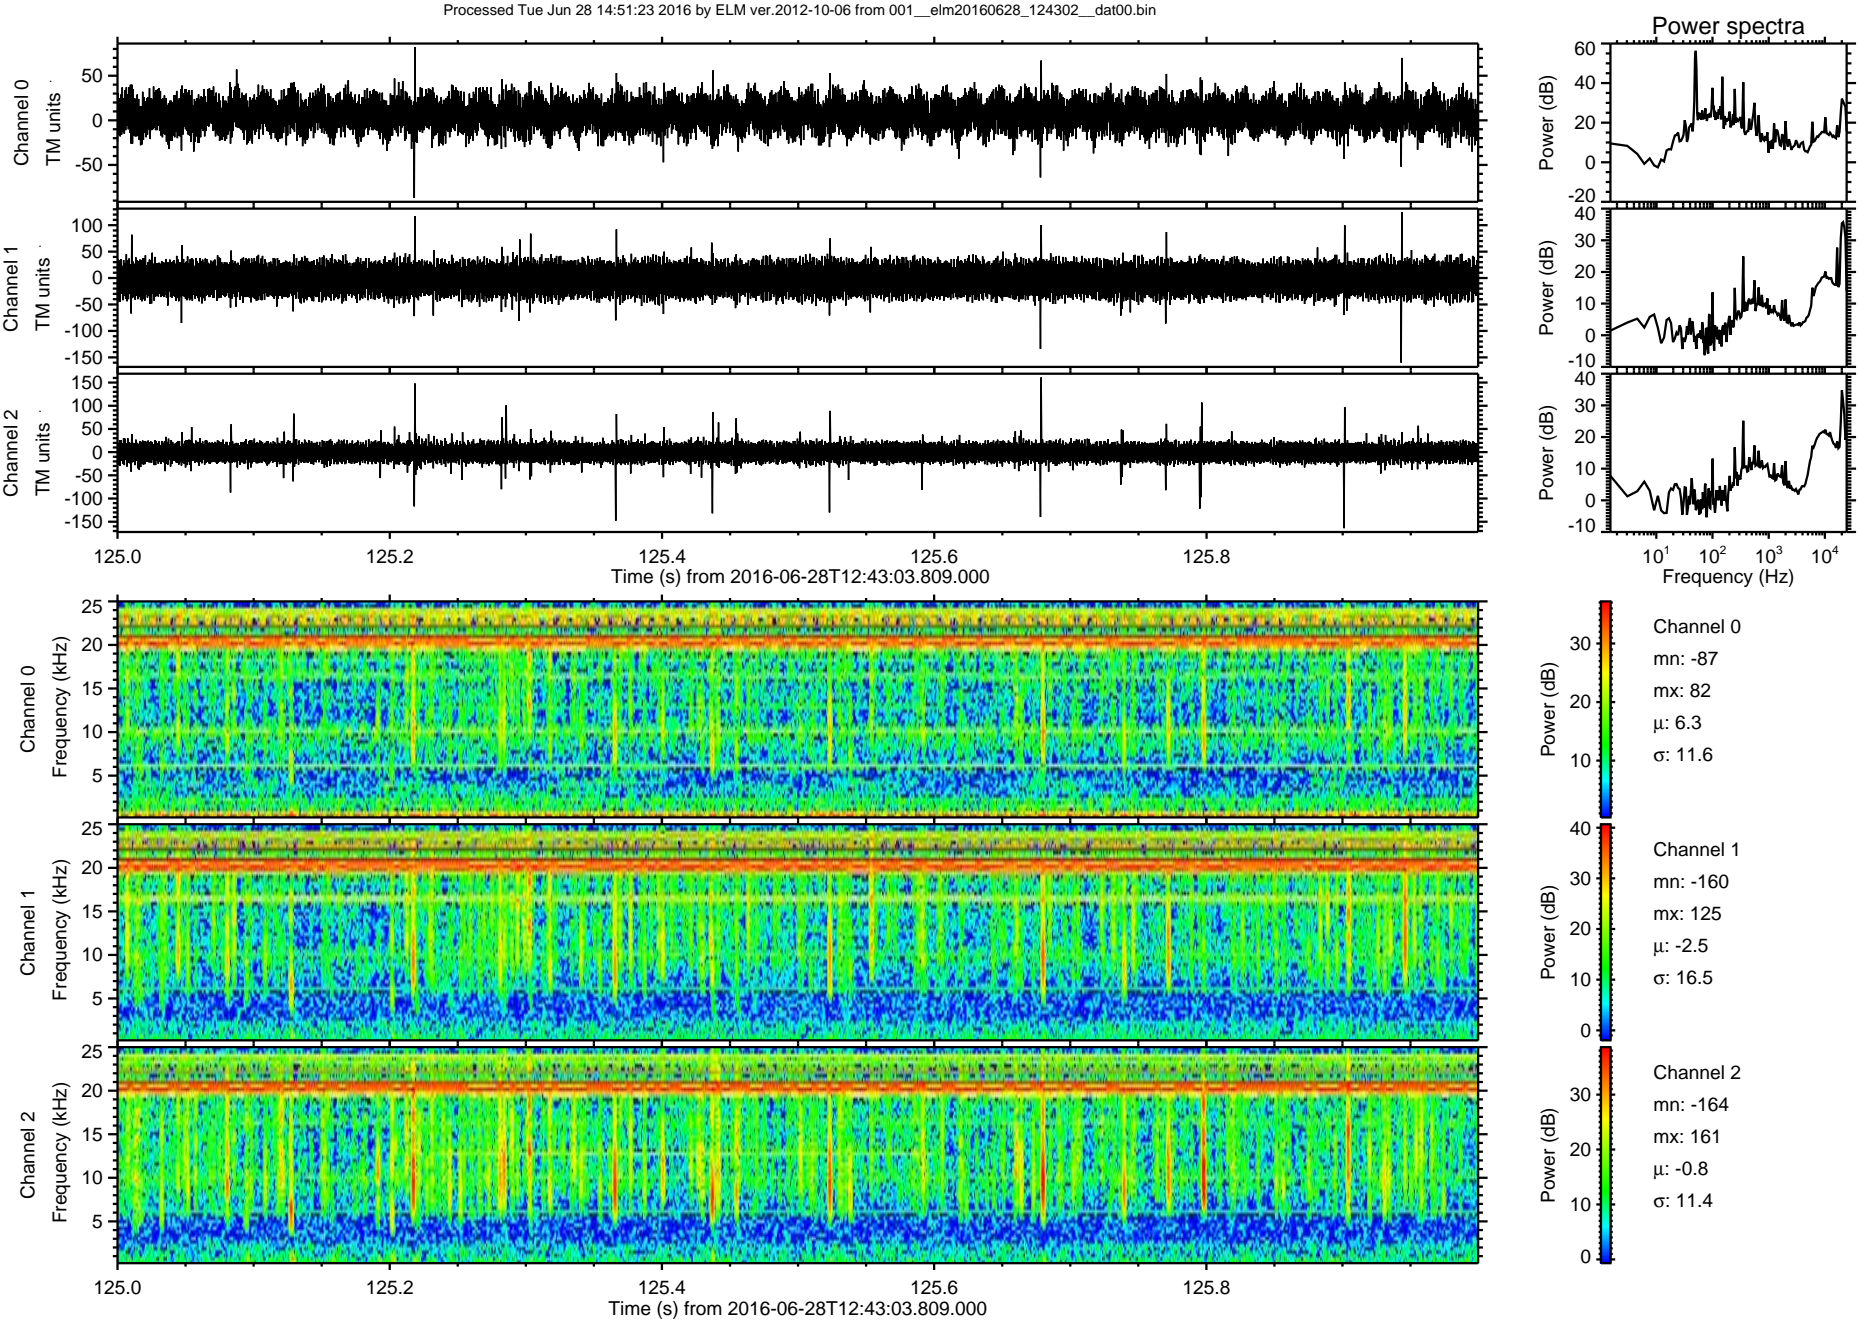 Processed Tue Jun 28 14:51:23 2016 by ELM ver.2012-10-06 from 001__elm20160628_124302__dat00.bin
Power spectra
Channel 0
TM units
50
0
-50
Power (dB)
60
40
20
0
-20
Channel 1
TM units
100
50
0
-50
-100
-150
Power (dB)
40
30
20
10
0
-10
Channel 2
TM units
150
100
50
0
-50
-100
-150
Power (dB)
40
30
20
10
0
-10
125.0 125.2 125.4 125.6 125.8
Time (s) from 2016-06-28T12:43:03.809.000
10^1 10^2 10^3 10^4
Frequency (Hz)
Channel 0
Frequency (kHz)
25
20
15
10
5
Power (dB)
30
20
10
Channel 0
mn: -87
mx: 82
μ: 6.3
σ: 11.6
Channel 1
Frequency (kHz)
25
20
15
10
5
Power (dB)
40
30
20
10
0
Channel 1
mn: -160
mx: 125
μ: -2.5
σ: 16.5
Channel 2
Frequency (kHz)
25
20
15
10
5
Power (dB)
30
20
10
0
Channel 2
mn: -164
mx: 161
μ: -0.8
σ: 11.4
125.0 125.2 125.4 125.6 125.8
Time (s) from 2016-06-28T12:43:03.809.000